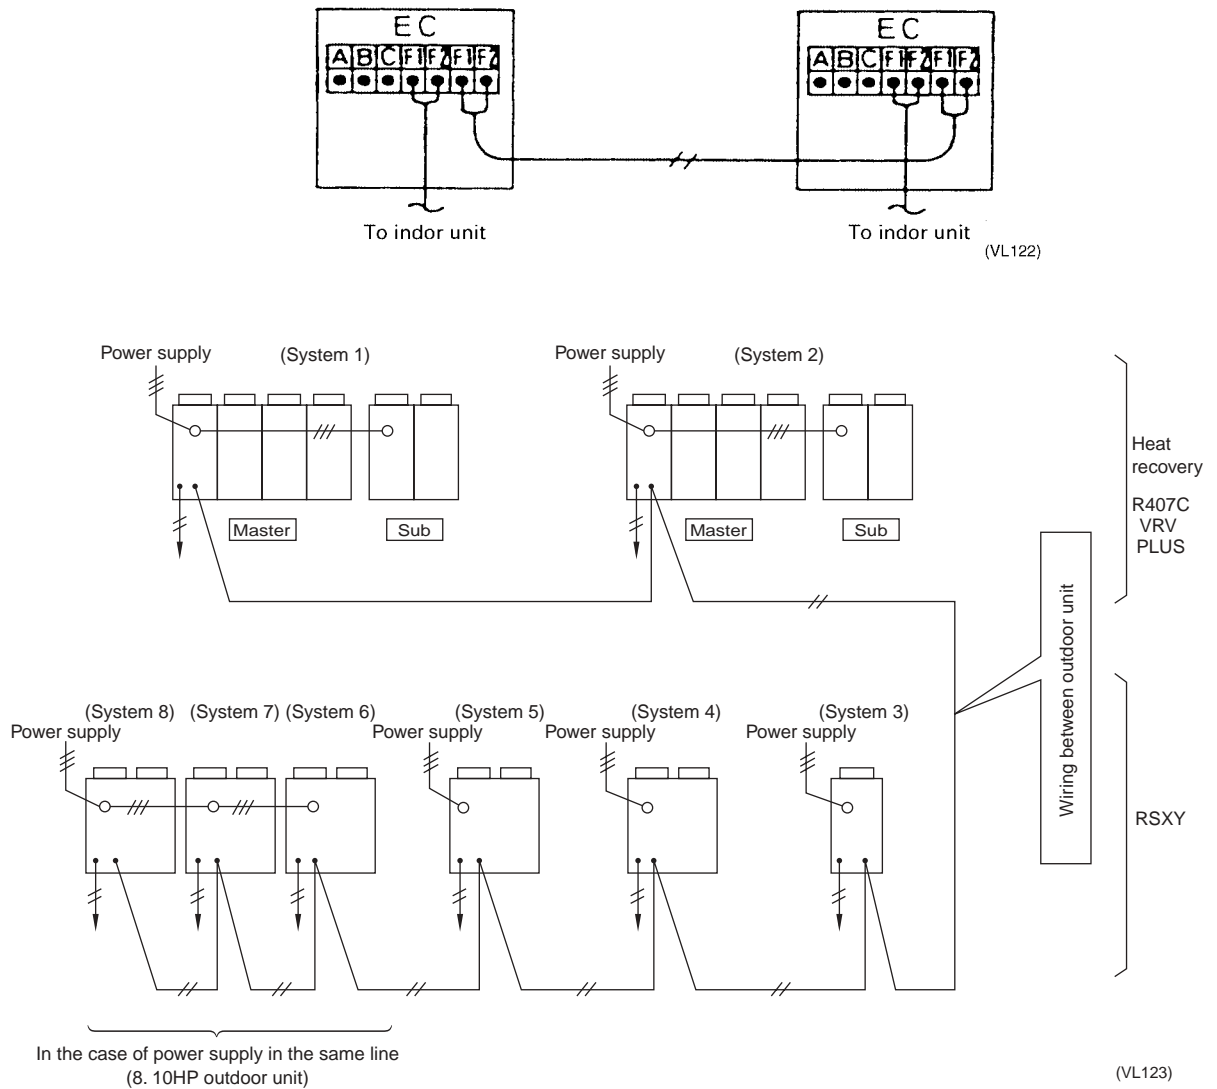 EC
A B C F1 F2 F1 F2
To indor unit
EC
A B C F1 F2 F1 F2
To indor unit
(VL122)
Power supply
(System 1)
Master
Sub
Power supply
(System 2)
Master
Sub
Heat
recovery
R407C
VRV
PLUS
Wiring between outdoor unit
(System 8)
Power supply
(System 7)
(System 6)
(System 5)
Power supply
(System 4)
Power supply
(System 3)
Power supply
RSXY
In the case of power supply in the same line
(8. 10HP outdoor unit)
(VL123)